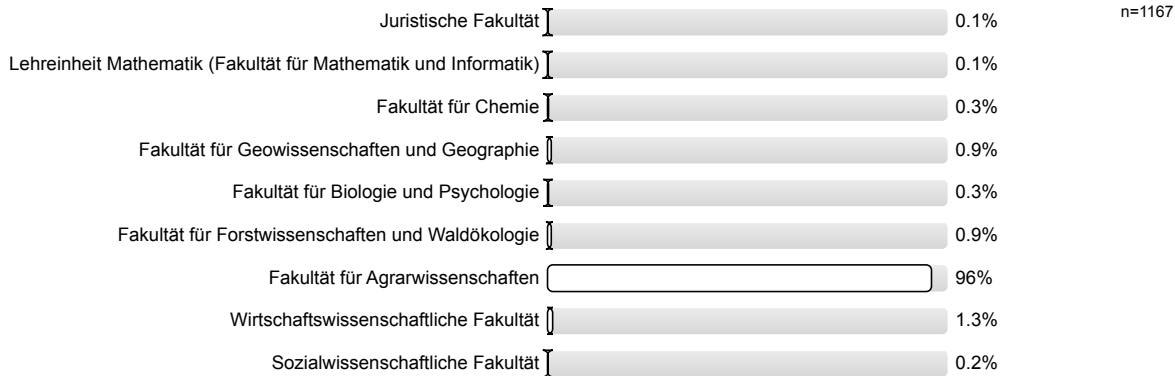 Juristische Fakultät 0.1% n=1167
Lehreinheit Mathematik (Fakultät für Mathematik und Informatik) 0.1%
Fakultät für Chemie 0.3%
Fakultät für Geowissenschaften und Geographie 0.9%
Fakultät für Biologie und Psychologie 0.3%
Fakultät für Forstwissenschaften und Waldökologie 0.9%
Fakultät für Agrarwissenschaften 96%
Wirtschaftswissenschaftliche Fakultät 1.3%
Sozialwissenschaftliche Fakultät 0.2%